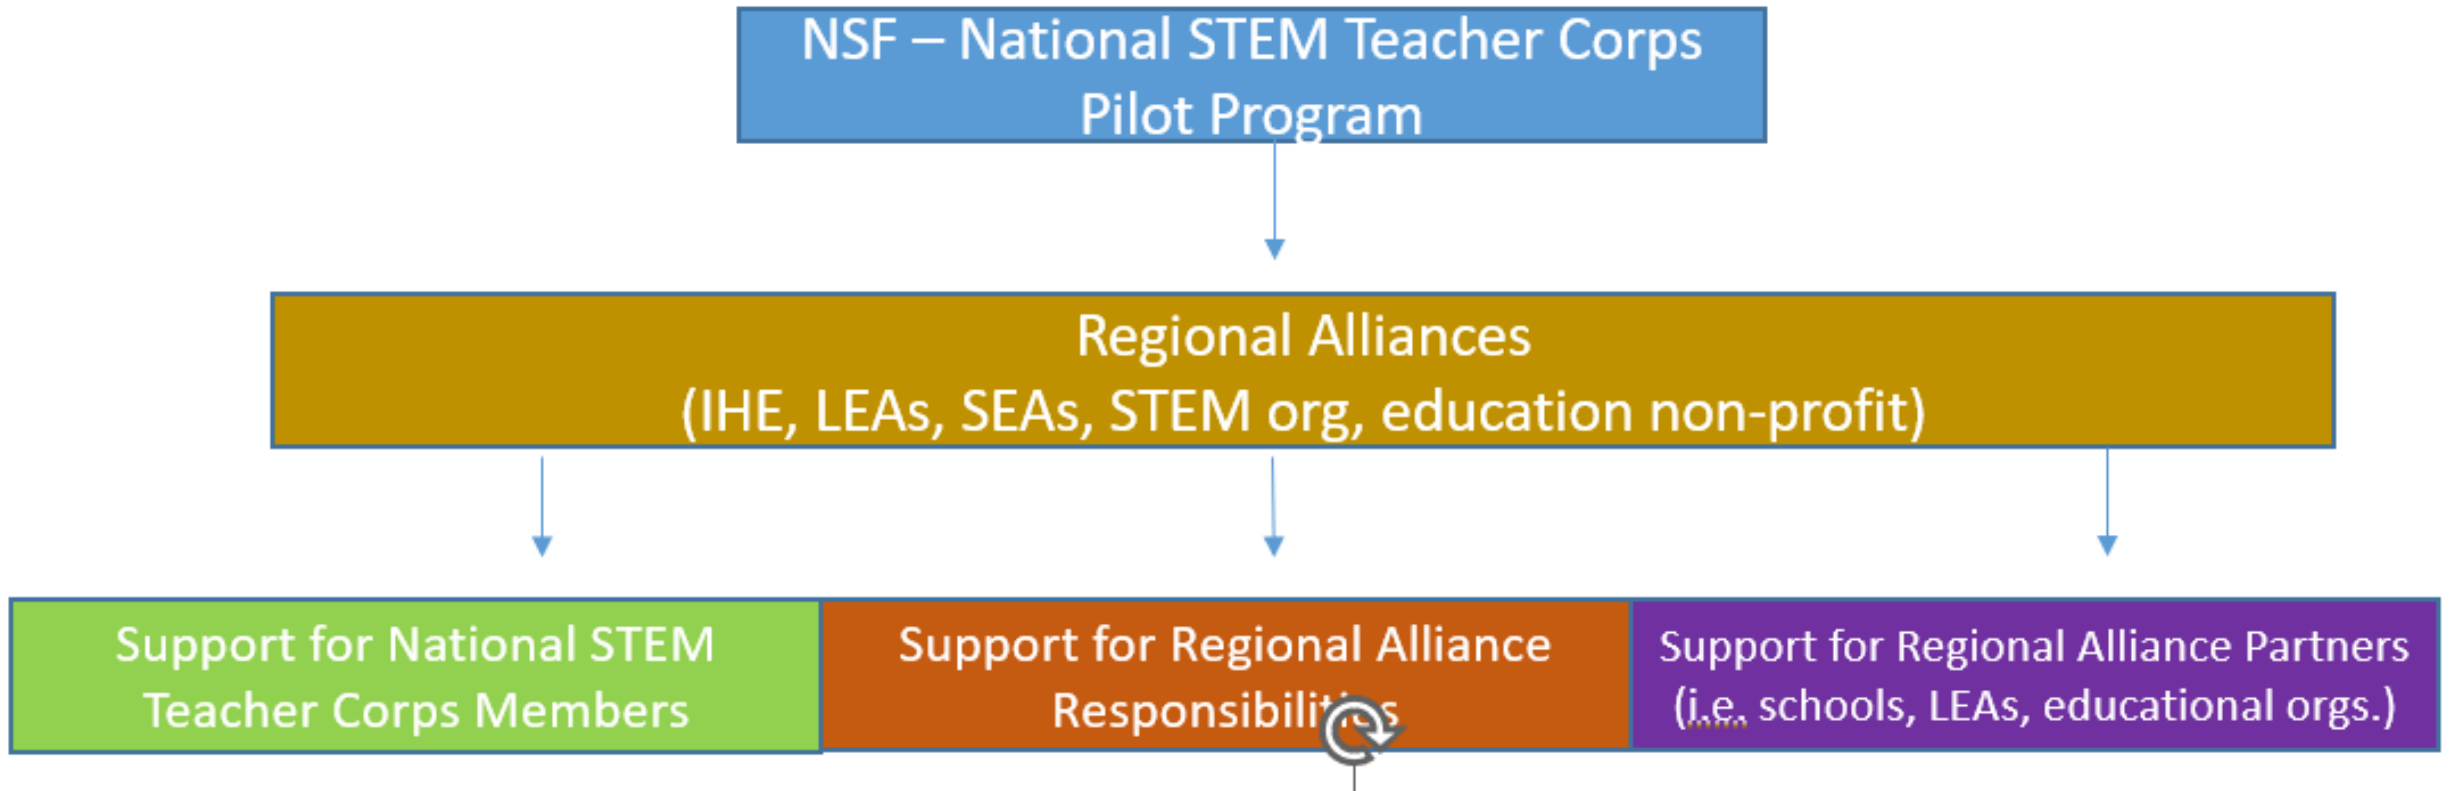 NSF – National STEM Teacher Corps
Pilot Program
Regional Alliances
(IHE, LEAs, SEAs, STEM org, education non-profit)
Support for National STEM
Teacher Corps Members
Support for Regional Alliance
Responsibilities
Support for Regional Alliance Partners
(i.e. schools, LEAs, educational orgs.)